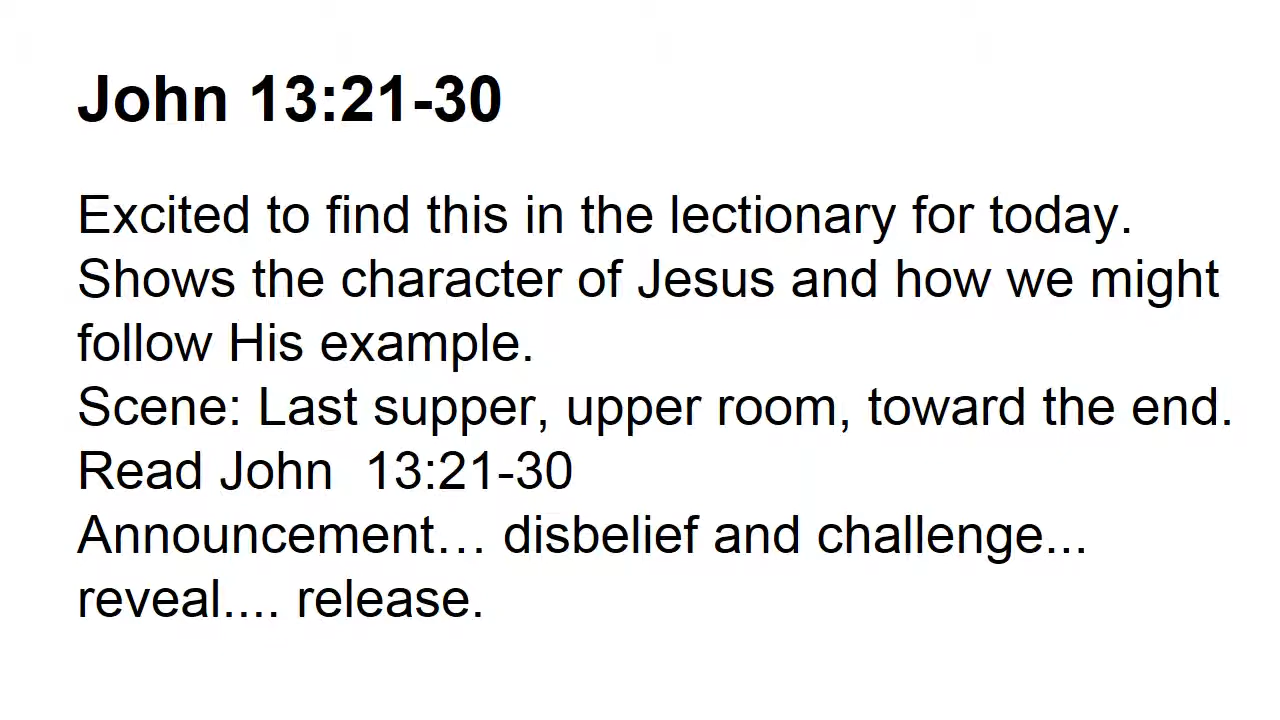 John 13:21-30
Excited to find this in the lectionary for today.
Shows the character of Jesus and how we might
follow His example.
Scene: Last supper, upper room, toward the end.
Read John  13:21-30
Announcement… disbelief and challenge...
reveal.... release.